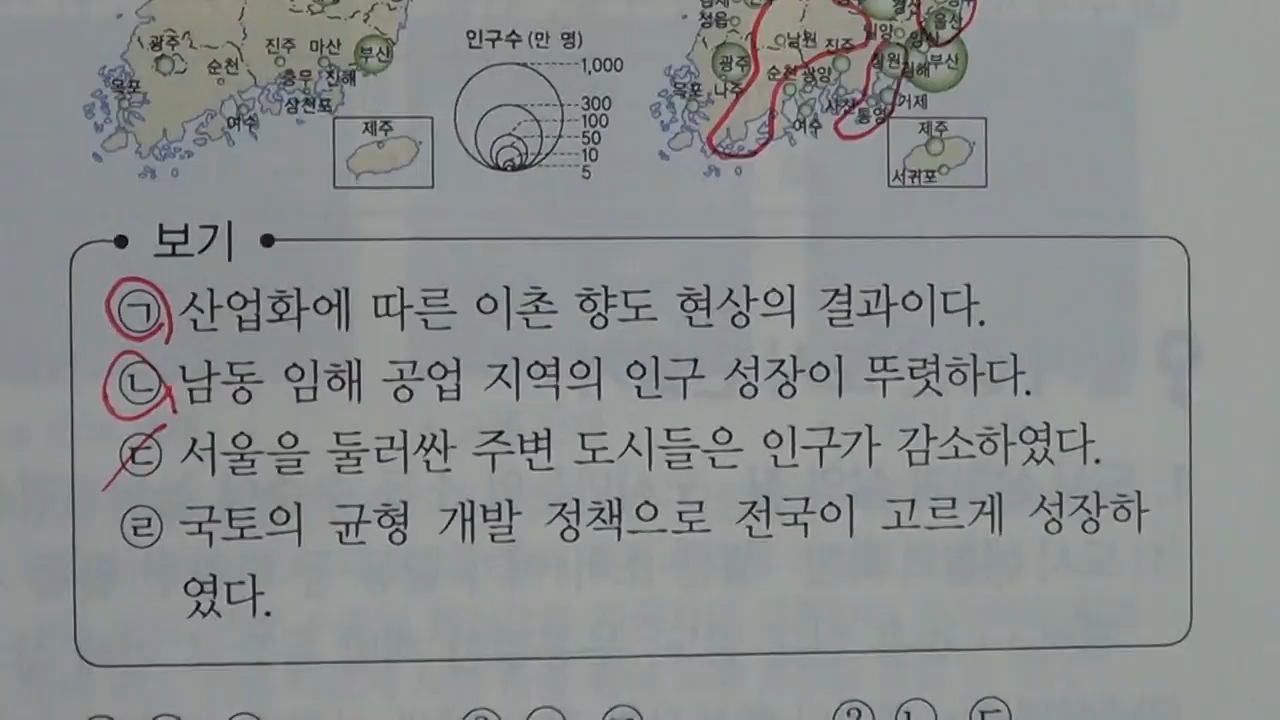 정읍
경산
울산
밀양 양산
광주
진주 마산 부산
순천
충무 진해
목포
삼천포
여수
제주
인구수 (만 명)
1,000
300
100
50
10
5
남원 진주
광주
창원 김해 부산
순천 광양
목포 나주
사천 통영 거제
여수
제주
서귀포
보기
㉠ 산업화에 따른 이촌 향도 현상의 결과이다.
㉡ 남동 임해 공업 지역의 인구 성장이 뚜렷하다.
㉢ 서울을 둘러싼 주변 도시들은 인구가 감소하였다.
㉣ 국토의 균형 개발 정책으로 전국이 고르게 성장하
였다.